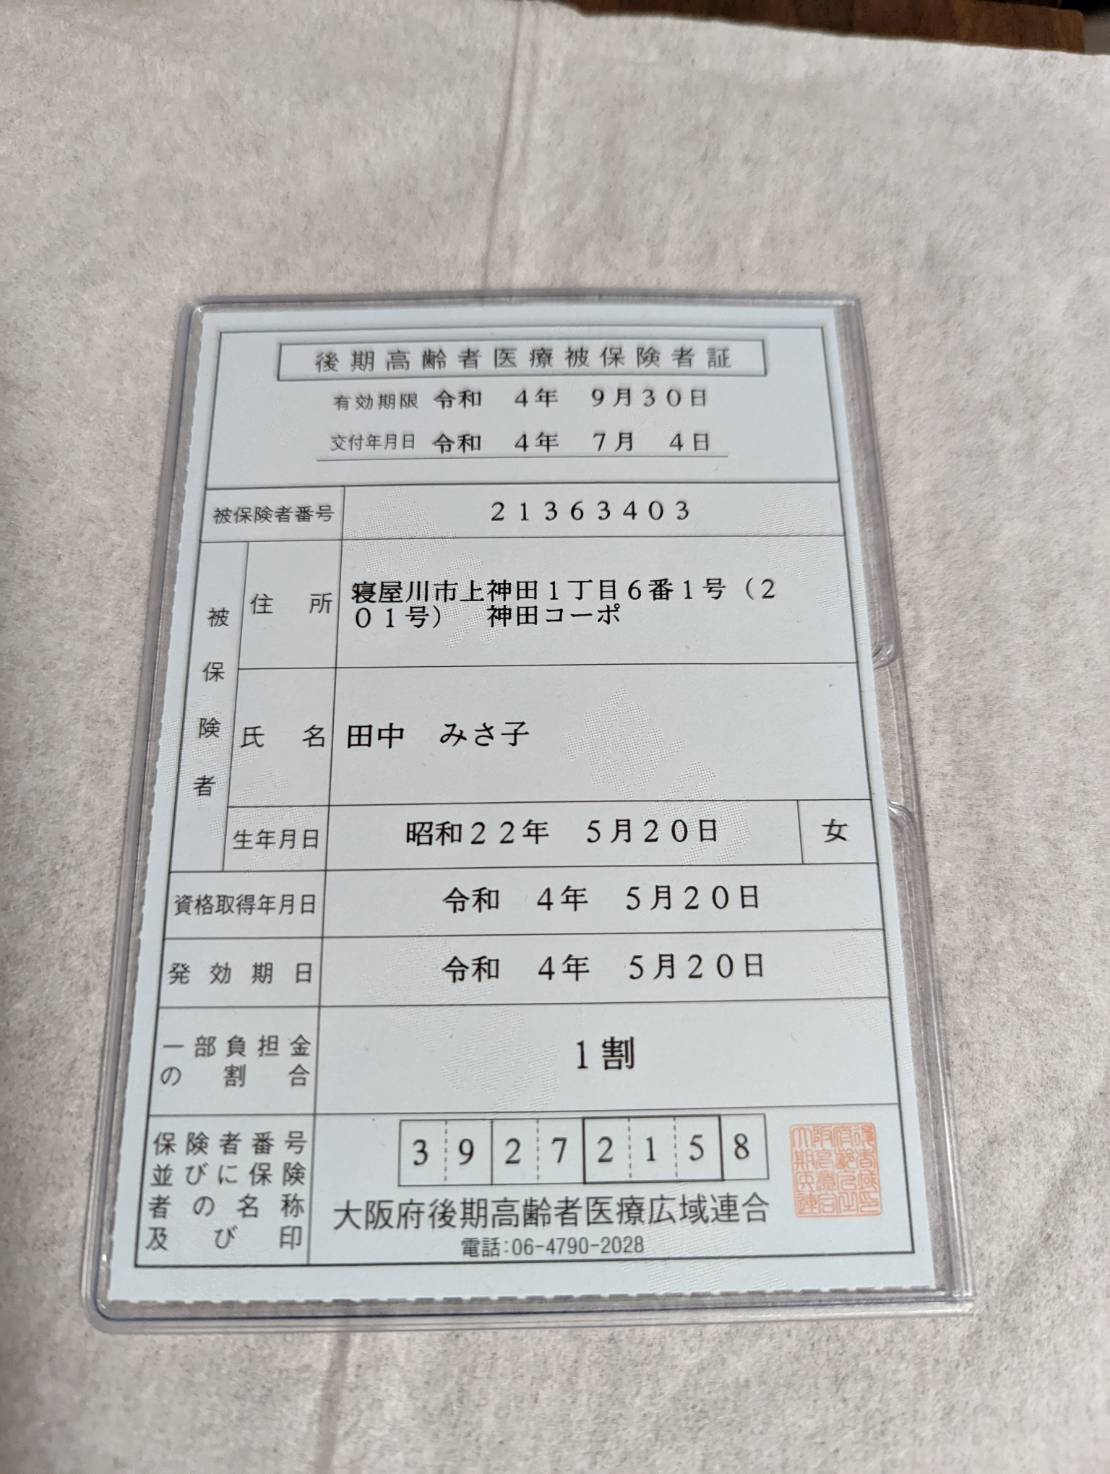 後期高齢者医療被保険者証
有効期限 令和 4年 9月30日
交付年月日 令和 4年 7月 4日
被保険者番号 21363403
被保険者
住所 寝屋川市上神田1丁目6番1号(2
01号) 神田コーポ
氏名 田中 みさ子
生年月日 昭和22年 5月20日 女
資格取得年月日 令和 4年 5月20日
発効期日 令和 4年 5月20日
一部負担金
の割合
1割
保険者番号
並びに保険
者の名称
及び印
39272158
大阪府後期高齢者医療広域連合
電話:06-4790-2028